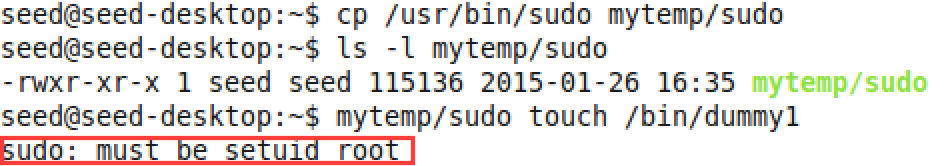 seed@seed-desktop:~$ cp /usr/bin/sudo mytemp/sudo
seed@seed-desktop:~$ ls -l mytemp/sudo
-rwxr-xr-x 1 seed seed 115136 2015-01-26 16:35 mytemp/sudo
seed@seed-desktop:~$ mytemp/sudo touch /bin/dummy1
sudo: must be setuid root